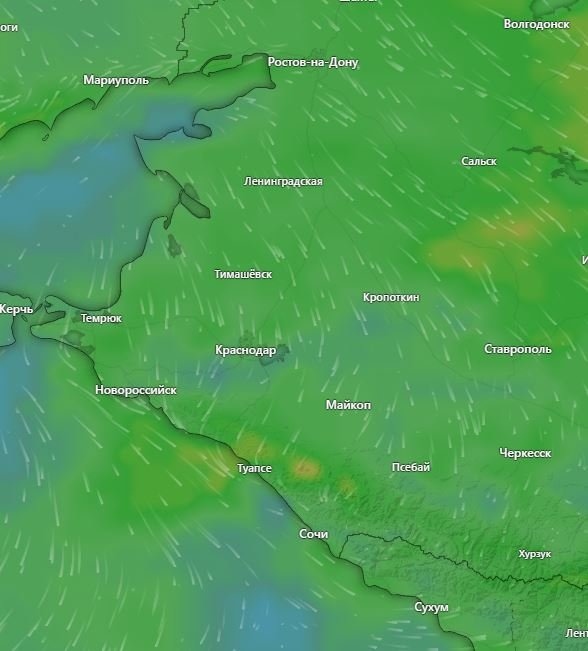 Волгодонск
Ростов-на-Дону
Мариуполь
Сальск
Ленинградская
Тимашёвск
Кропоткин
Керчь
Темрюк
Краснодар
Ставрополь
Новороссийск
Майкоп
Черкесск
Туапсе
Псебай
Сочи
Хурзук
Сухум